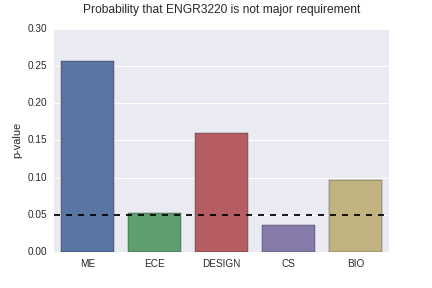 Probability that ENGR3220 is not major requirement
0.30
0.25
0.20
0.15
0.10
0.05
0.00
p-value
ME ECE DESIGN CS BIO